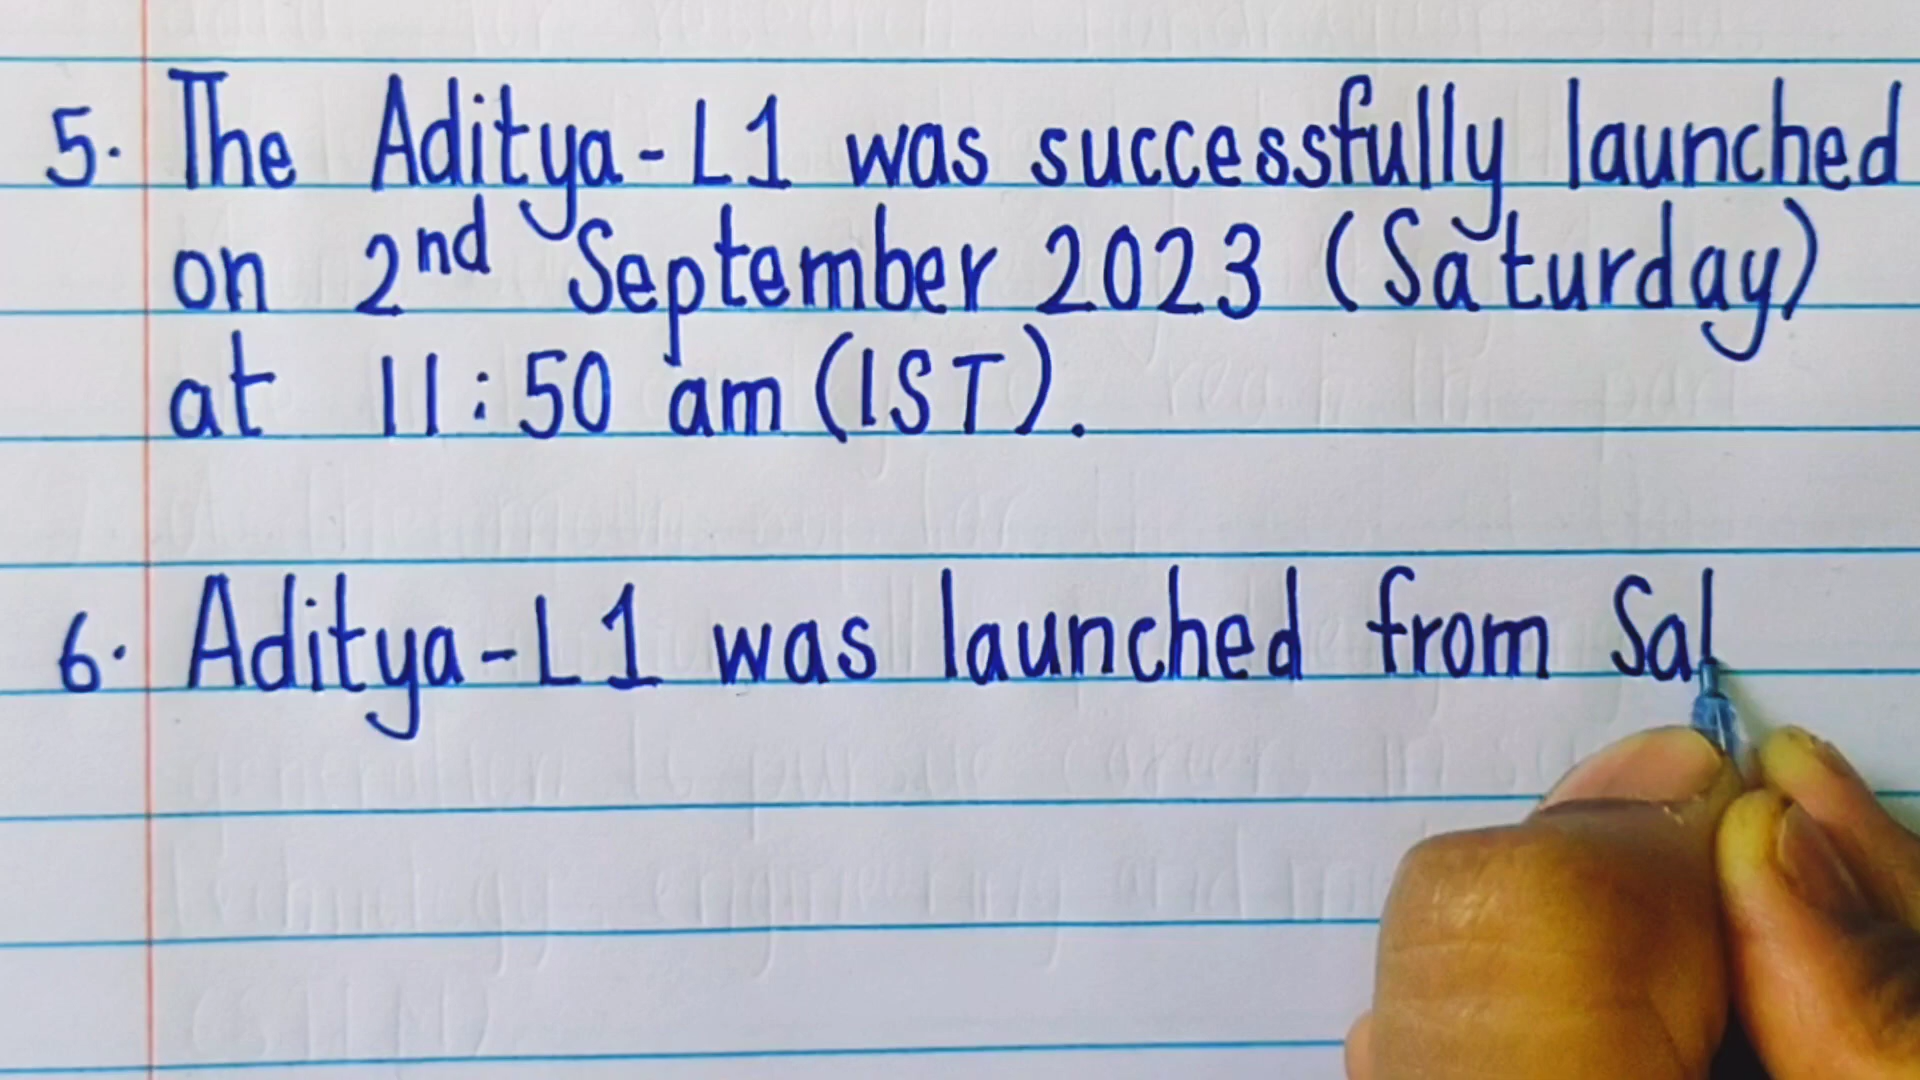 5. The Aditya-L1 was successfully launched
on 2nd September 2023 (Saturday)
at 11:50 am (IST).
6. Aditya-L1 was launched from Sal